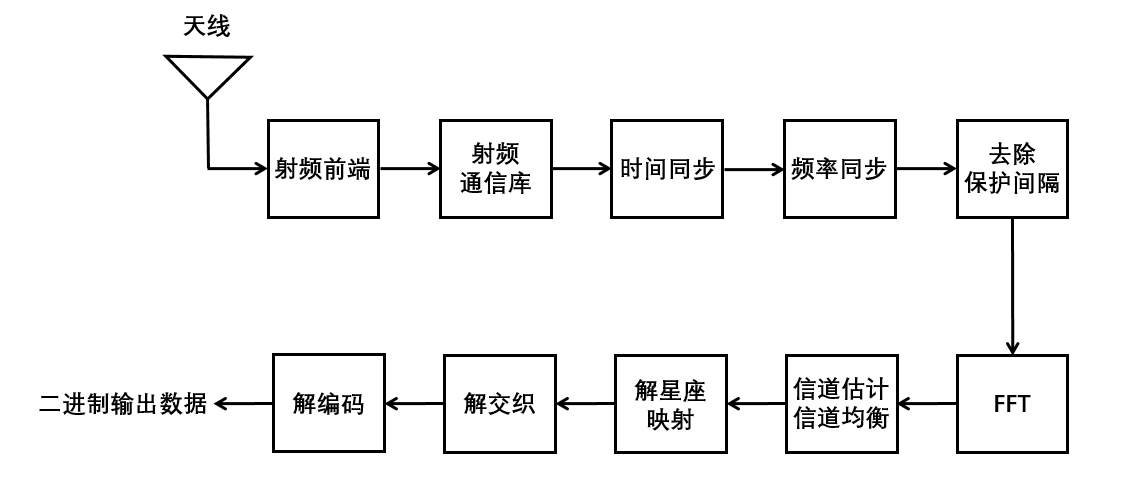 天线
射频前端
射频
通信库
时间同步
频率同步
去除
保护间隔
二进制输出数据
解编码
解交织
解星座
映射
信道估计
信道均衡
FFT